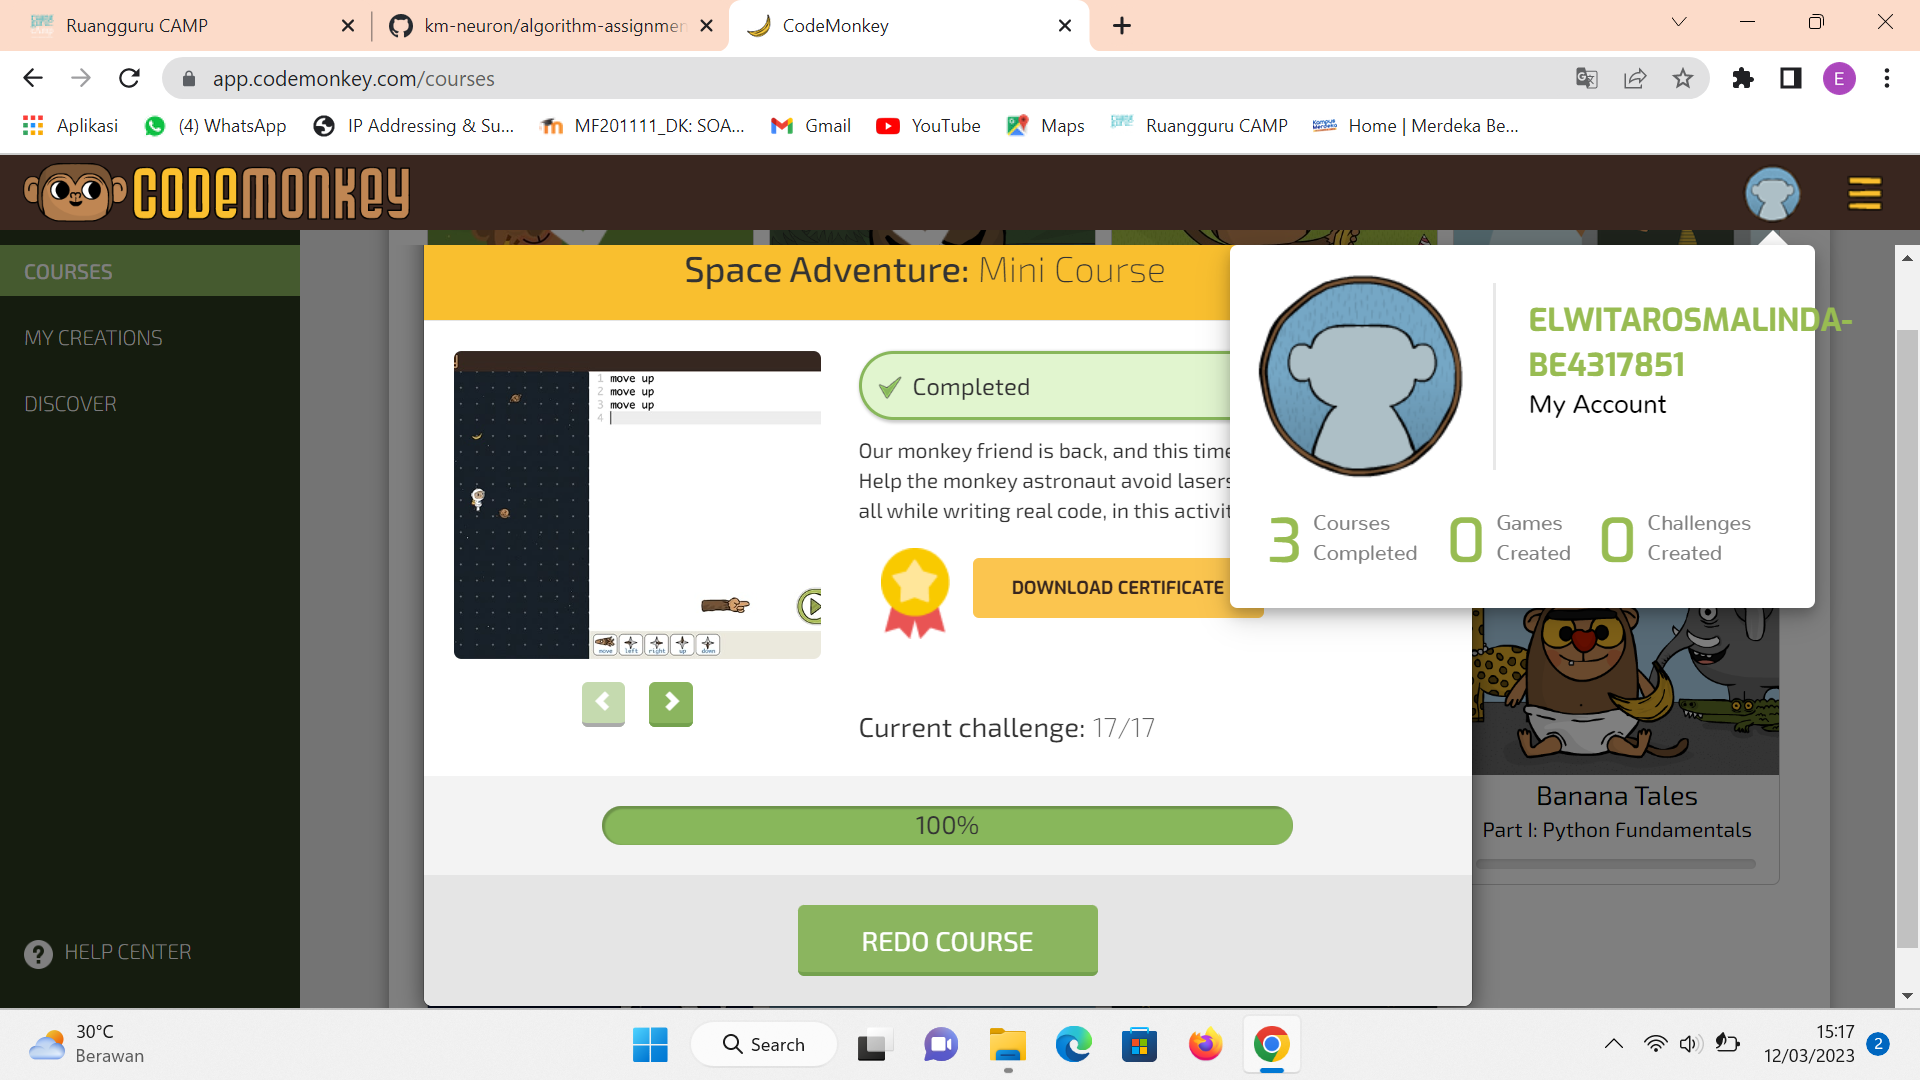 Ruangguru CAMP
km-neuron/algorithm-assignmen
CodeMonkey
app.codemonkey.com/courses
E
Aplikasi
(4) WhatsApp
IP Addressing & Su...
MF201111_DK: SOA...
Gmail
YouTube
Maps
Ruangguru CAMP
Home | Merdeka Be...
CODEMONKEY
COURSES
MY CREATIONS
DISCOVER
HELP CENTER
Space Adventure: Mini Course
1 move up
2 move up
3 move up
4
move left right up down
Completed
Our monkey friend is back, and this time
Help the monkey astronaut avoid lasers
all while writing real code, in this activit
DOWNLOAD CERTIFICATE
Current challenge: 17/17
100%
REDO COURSE
ELWITAROSMALINDA-
BE4317851
My Account
3 Courses Completed
0 Games Created
0 Challenges Created
Banana Tales
Part I: Python Fundamentals
30°C
Berawan
Search
15:17
12/03/2023
2